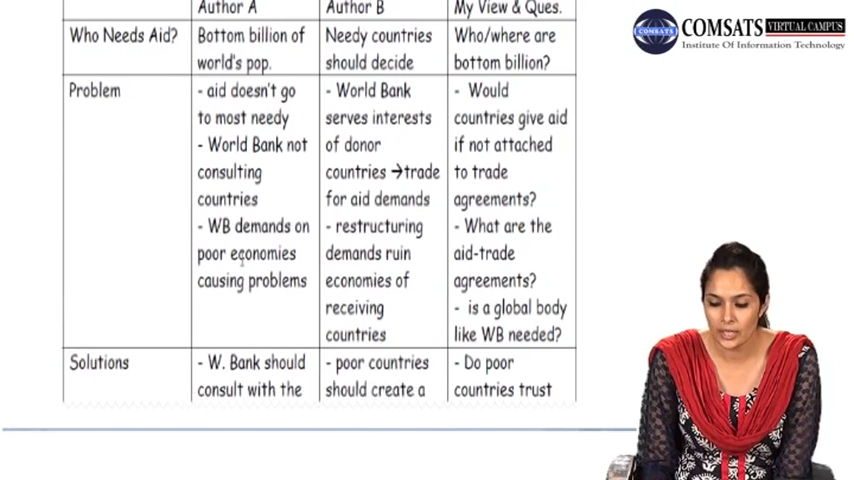 Author A
Author B
My View & Ques.
Who Needs Aid?
Bottom billion of
world's pop.
Needy countries
should decide
Who/where are
bottom billion?
Problem
- aid doesn't go
to most needy
- World Bank not
consulting
countries
- WB demands on
poor economies
causing problems
- World Bank
serves interests
of donor
countries →trade
for aid demands
- restructuring
demands ruin
economies of
receiving
countries
- Would
countries give aid
if not attached
to trade
agreements?
- What are the
aid-trade
agreements?
- is a global body
like WB needed?
Solutions
- W. Bank should
consult with the
- poor countries
should create a
- Do poor
countries trust
COMSATS
COMSATS VIRTUAL CAMPUS
Institute Of Information Technology